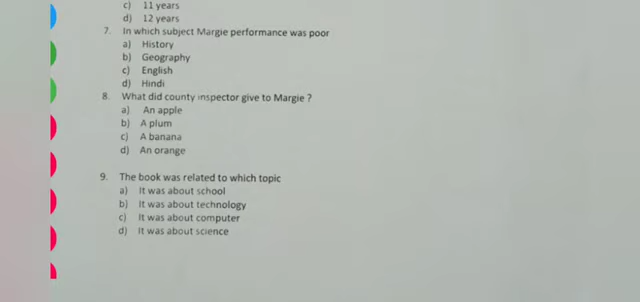 c) 11 years
d) 12 years
7. In which subject Margie performance was poor
a) History
b) Geography
c) English
d) Hindi
8. What did county inspector give to Margie ?
a) An apple
b) A plum
c) A banana
d) An orange
9. The book was related to which topic
a) It was about school
b) It was about technology
c) It was about computer
d) It was about science